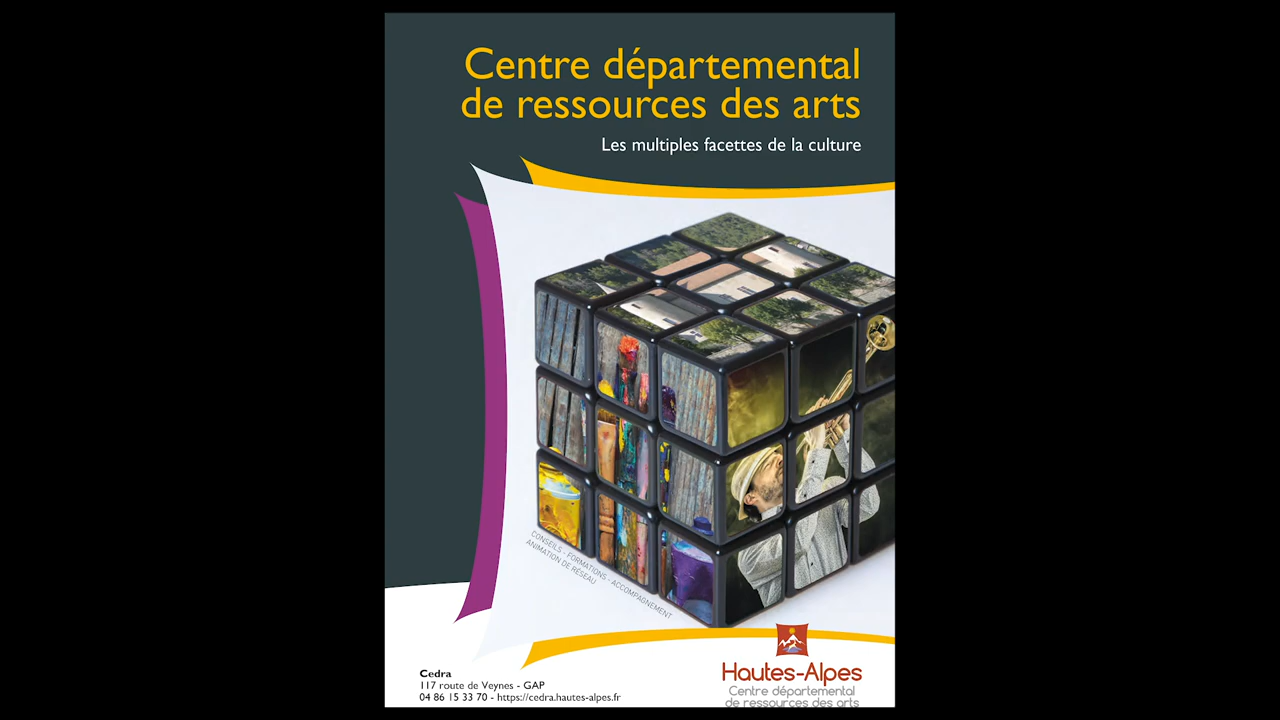 Centre départemental
de ressources des arts
Les multiples facettes de la culture
CONSEILS - FORMATIONS - ACCOMPAGNEMENT
ANIMATION DE RÉSEAU
Cedra
117 route de Veynes - GAP
04 86 15 33 70 - https://cedra.hautes-alpes.fr
Hautes-Alpes
Centre départemental
de ressources des arts